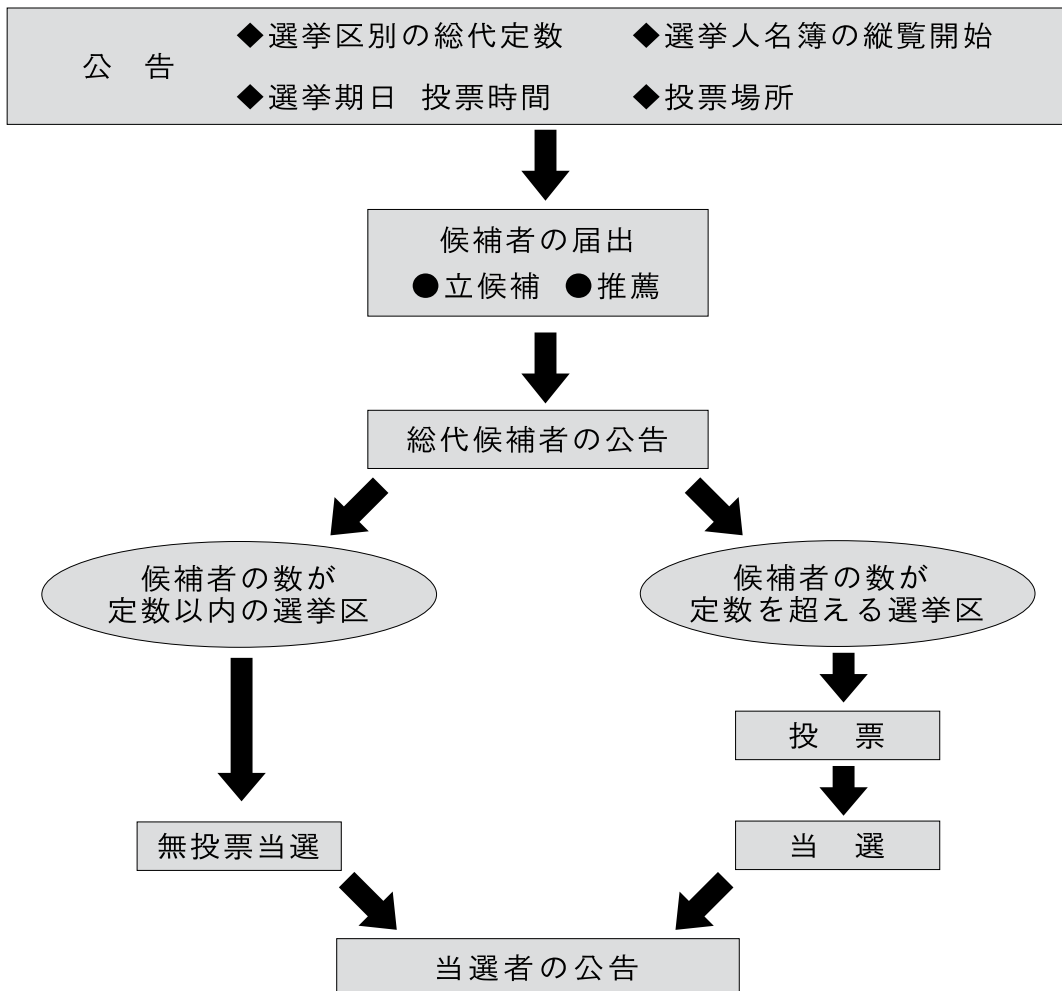 公 告
◆選挙区別の総代定数 ◆選挙人名簿の縦覧開始
◆選挙期日 投票時間 ◆投票場所
候補者の届出
●立候補 ●推薦
総代候補者の公告
候補者の数が
定数以内の選挙区
候補者の数が
定数を超える選挙区
投 票
無投票当選
当 選
当選者の公告